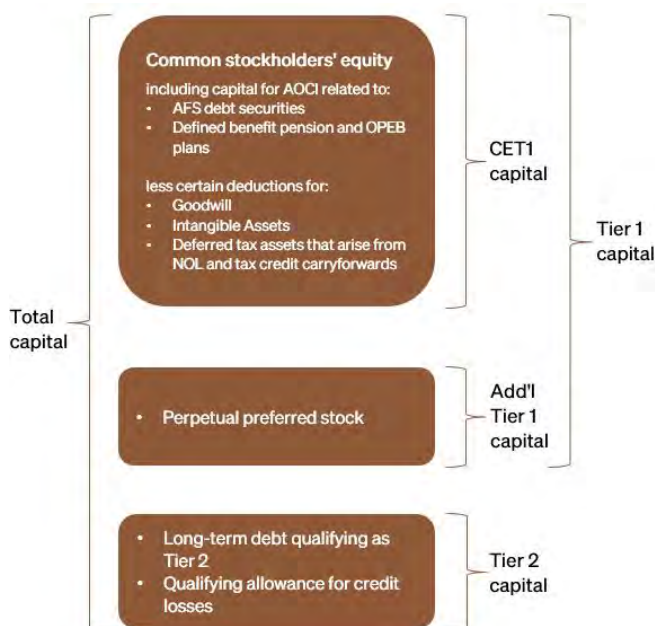 Common stockholders' equity
including capital for AOCI related to:
• AFS debt securities
• Defined benefit pension and OPEB
plans
less certain deductions for:
• Goodwill
• Intangible Assets
• Deferred tax assets that arise from
NOL and tax credit carryforwards
CET1
capital
Tier 1
capital
Total
capital
• Perpetual preferred stock
Add'l
Tier 1
capital
• Long-term debt qualifying as
Tier 2
• Qualifying allowance for credit
losses
Tier 2
capital